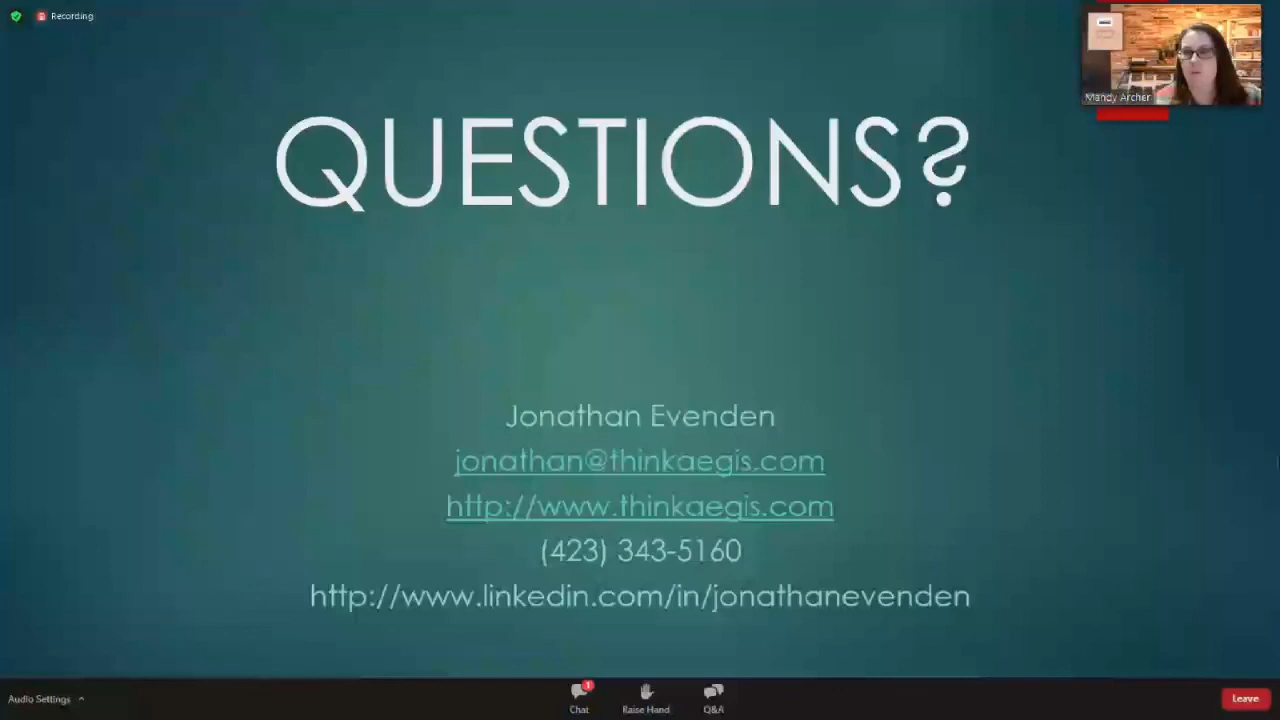 Recording
Mandy Archer
QUESTIONS?
Jonathan Evenden
jonathan@thinkaegis.com
http://www.thinkaegis.com
(423) 343-5160
http://www.linkedin.com/in/jonathanevenden
Audio Settings
1
Chat
Raise Hand
Q&A
Leave